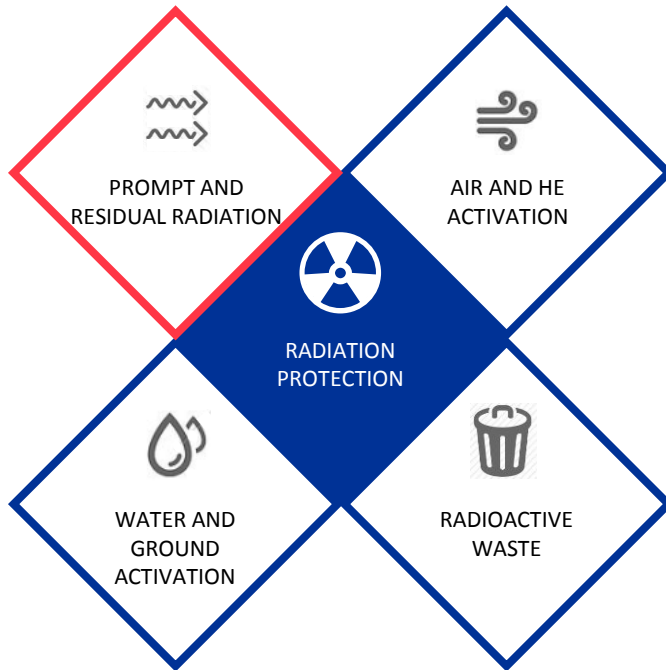 PROMPT AND
RESIDUAL RADIATION
AIR AND HE
ACTIVATION
RADIATION
PROTECTION
WATER AND
GROUND
ACTIVATION
RADIOACTIVE
WASTE